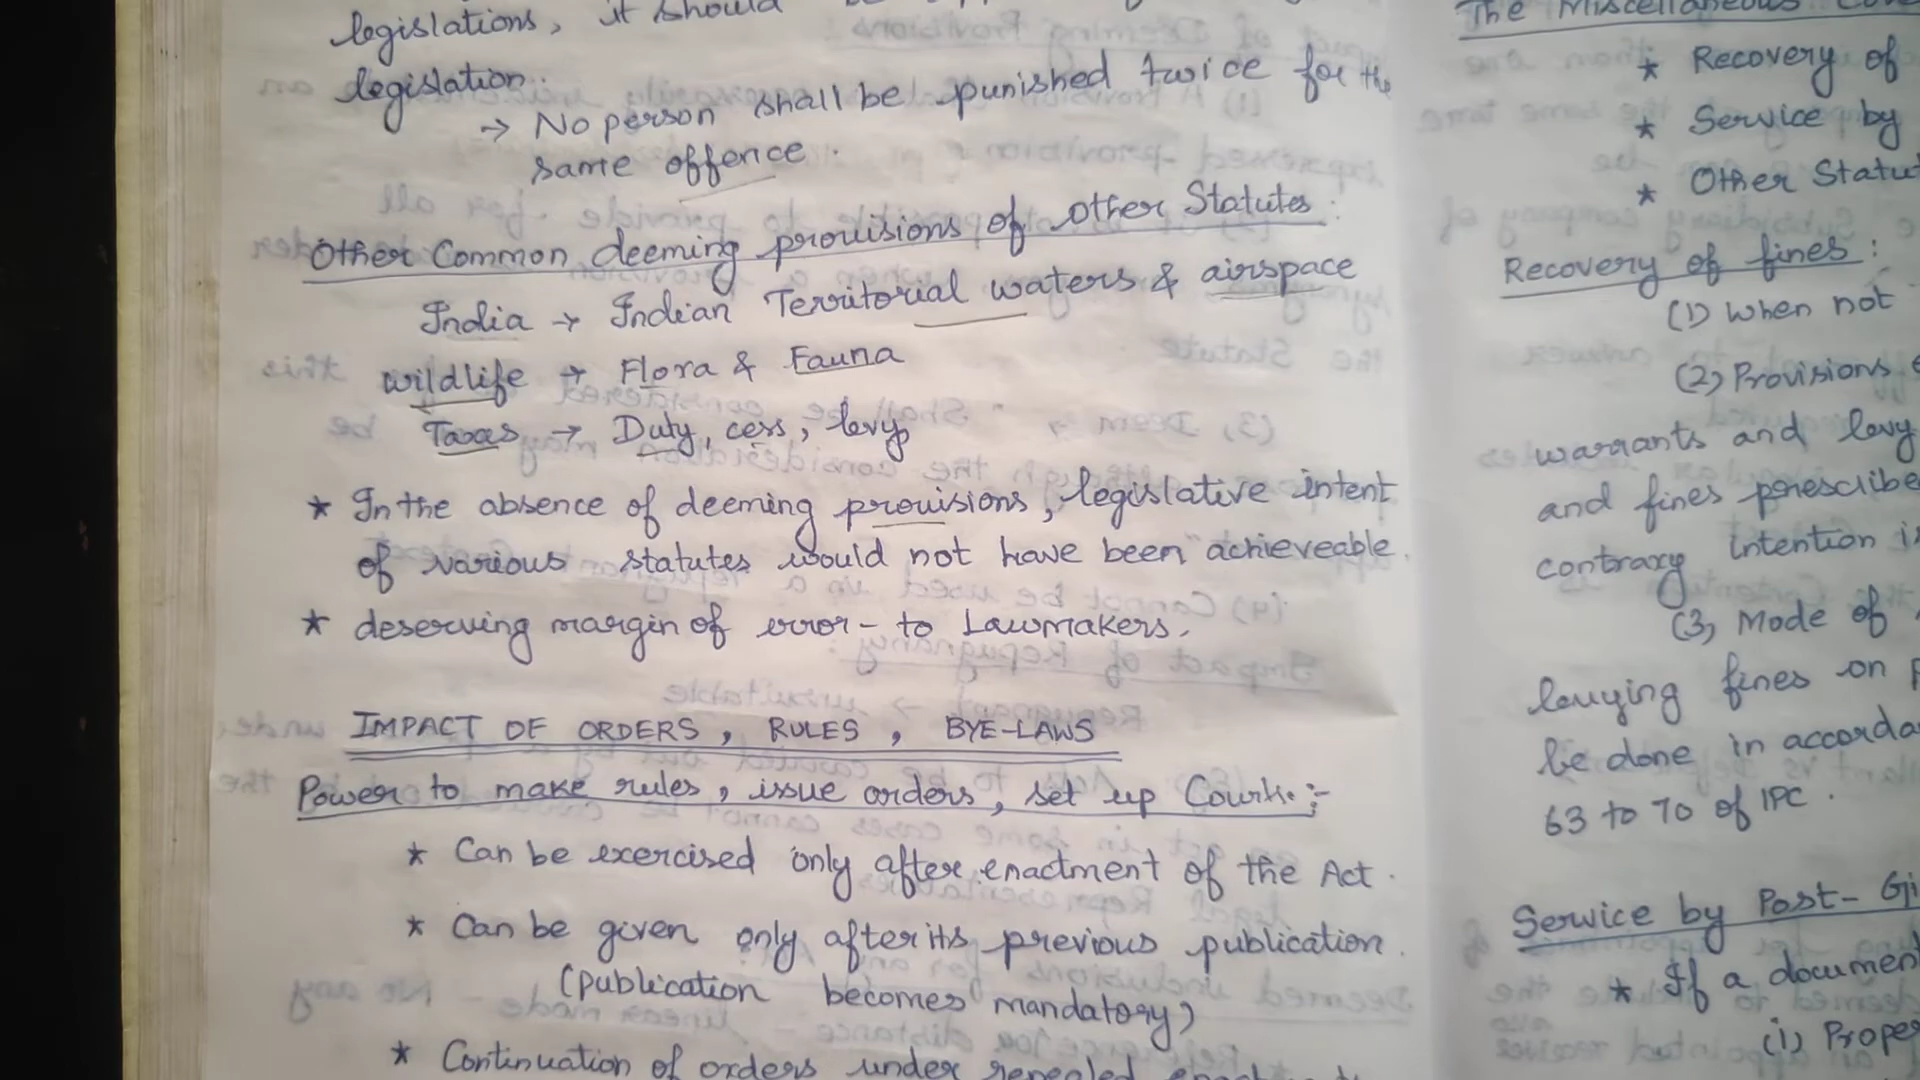 legislations, it should
legislation.
→ No person shall be punished twice for the
same offence.
Other Common deeming provisions of other Statutes:
India → Indian Territorial waters & airspace
wildlife → Flora & Fauna
Taxas → Duty, cess, levy
* In the absence of deeming provisions, legislative intent
of various statutes would not have been achieveable.
* deserving margin of error - to Lawmakers.
IMPACT OF ORDERS, RULES, BYE-LAWS
Power to make rules, issue orders, set up Courts:-
* Can be exercised only after enactment of the Act.
* Can be given only after its previous publication.
(publication becomes mandatory)
* Continuation of orders under repealed
The Miscellaneous
* Recovery of
* Service by
* Other Statu
Recovery of fines:
(1) When not
(2) Provisions
warrants and levy
and fines prescribe
contrary intention i
(3) Mode of
levying fines on
be done in accorda
63 to 70 of IPC.
Service by Post- Gi
* If a documen
(i) Proper